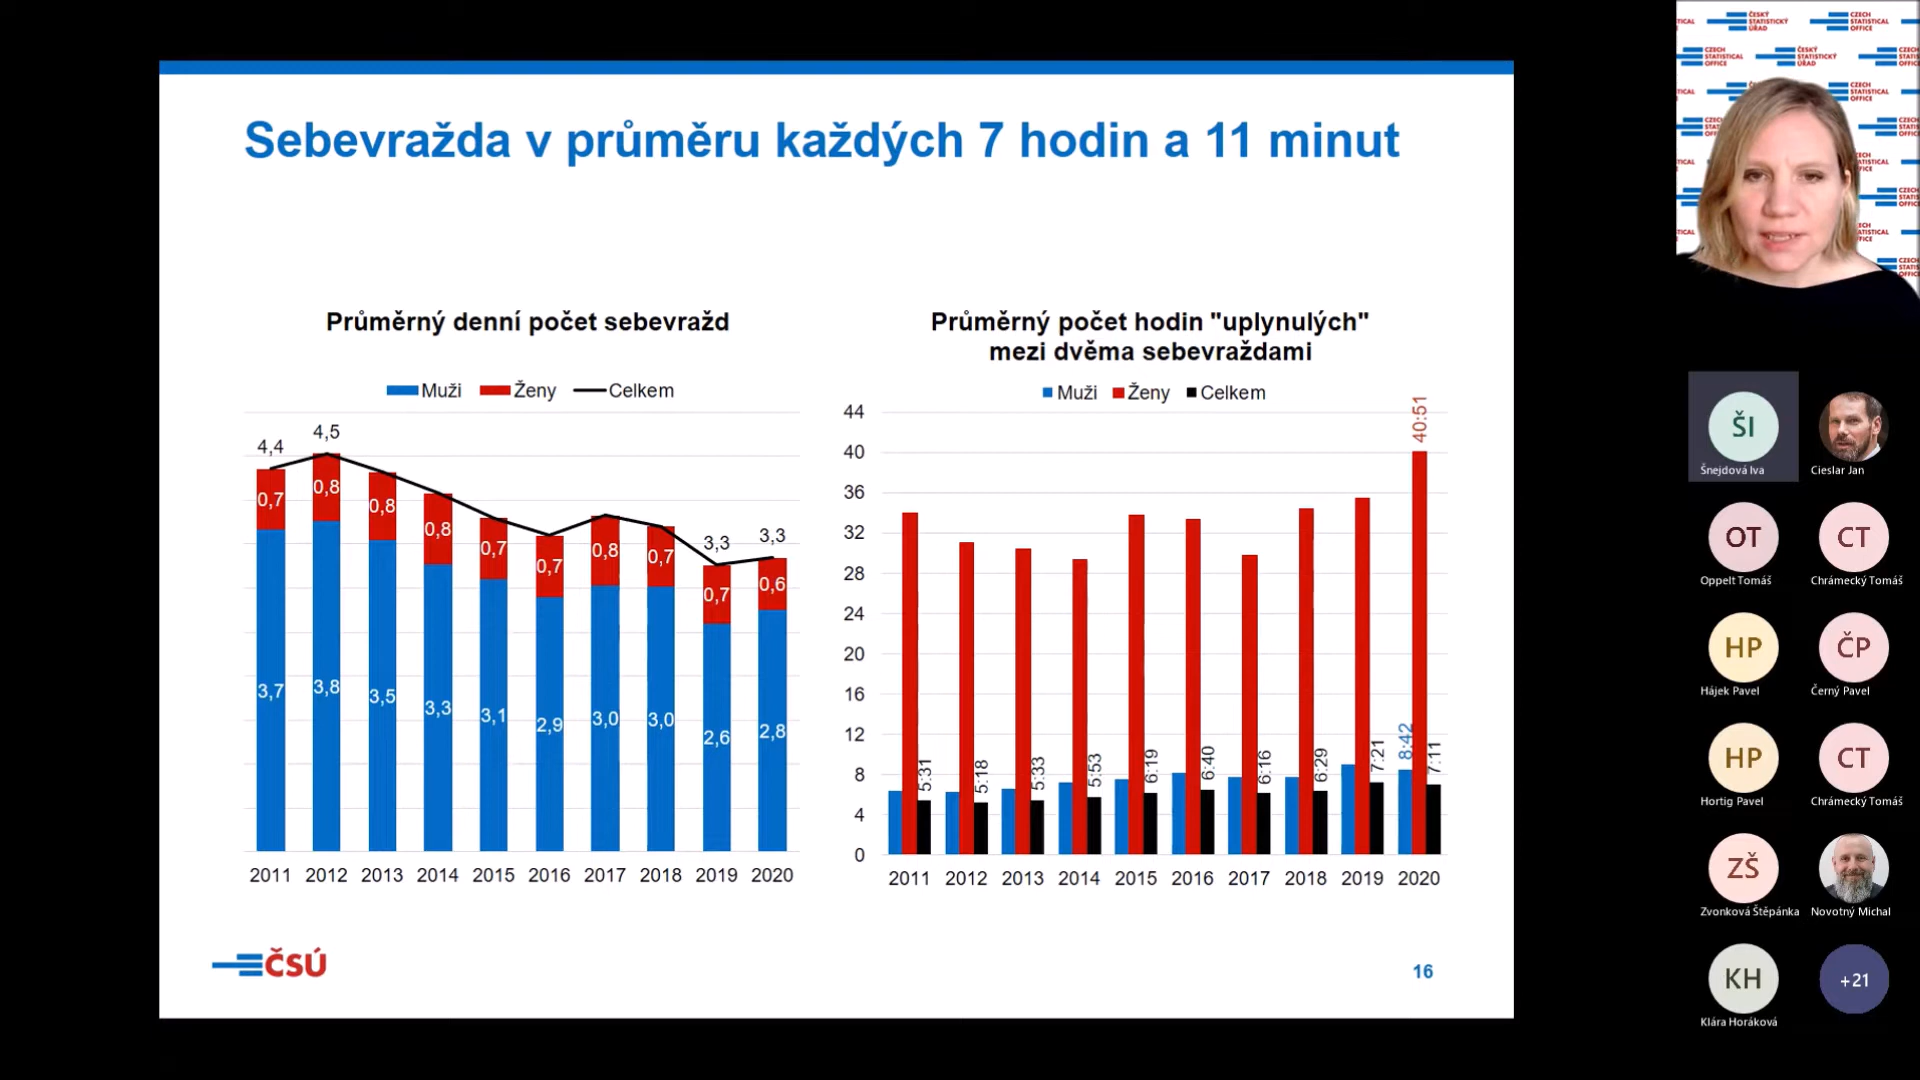 Sebevražda v průměru každých 7 hodin a 11 minut
Průměrný denní počet sebevražd
Muži Ženy Celkem
4,4 4,5 3,3 3,3
0,7 0,8 0,8 0,8 0,7 0,7 0,8 0,7 0,7 0,6
3,7 3,8 3,5 3,3 3,1 2,9 3,0 3,0 2,6 2,8
2011 2012 2013 2014 2015 2016 2017 2018 2019 2020
Průměrný počet hodin "uplynulých"
mezi dvěma sebevraždami
Muži Ženy Celkem
44
40
36
32
28
24
20
16
12
8
4
0
40:51
8:42
5:31 5:18 5:33 5:53 6:19 6:40 6:16 6:29 7:21 7:11
2011 2012 2013 2014 2015 2016 2017 2018 2019 2020
ČSÚ
16
ČESKÝ
STATISTICKÝ
ÚŘAD
CZECH
STATISTICAL
OFFICE
ŠI
Šnejdová Iva
Cieslar Jan
OT
Oppelt Tomáš
CT
Chrámecký Tomáš
HP
Hájek Pavel
ČP
Černý Pavel
HP
Hortig Pavel
CT
Chrámecký Tomáš
ZŠ
Zvonková Štěpánka
Novotný Michal
KH
Klára Horáková
+21